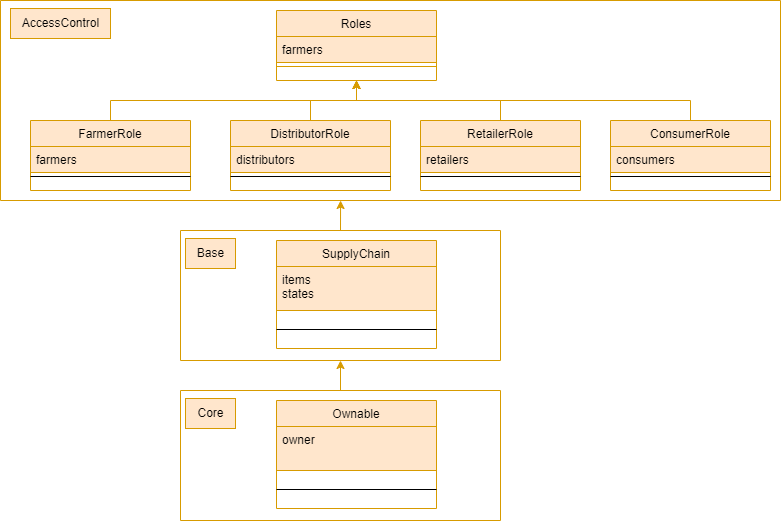 AccessControl
Roles
farmers
FarmerRole
farmers
DistributorRole
distributors
RetailerRole
retailers
ConsumerRole
consumers
Base
SupplyChain
items
states
Core
Ownable
owner